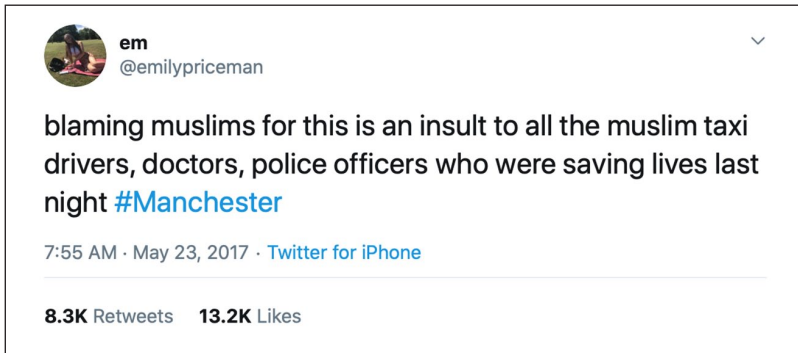 em
@emilypriceman
blaming muslims for this is an insult to all the muslim taxi
drivers, doctors, police officers who were saving lives last
night #Manchester
7:55 AM · May 23, 2017 · Twitter for iPhone
8.3K Retweets 13.2K Likes